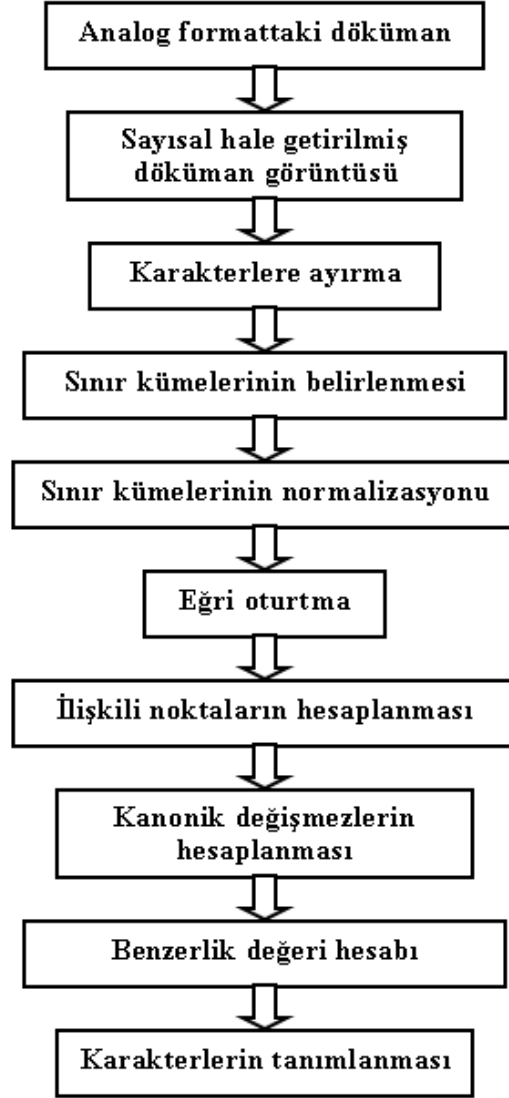 Analog formattaki döküman
Sayısal hale getirilmiş
döküman görüntüsü
Karakterlere ayırma
Sınır kümelerinin belirlenmesi
Sınır kümelerinin normalizasyonu
Eğri oturtma
İlişkili noktaların hesaplanması
Kanonik değişmezlerin
hesaplanması
Benzerlik değeri hesabı
Karakterlerin tanımlanması